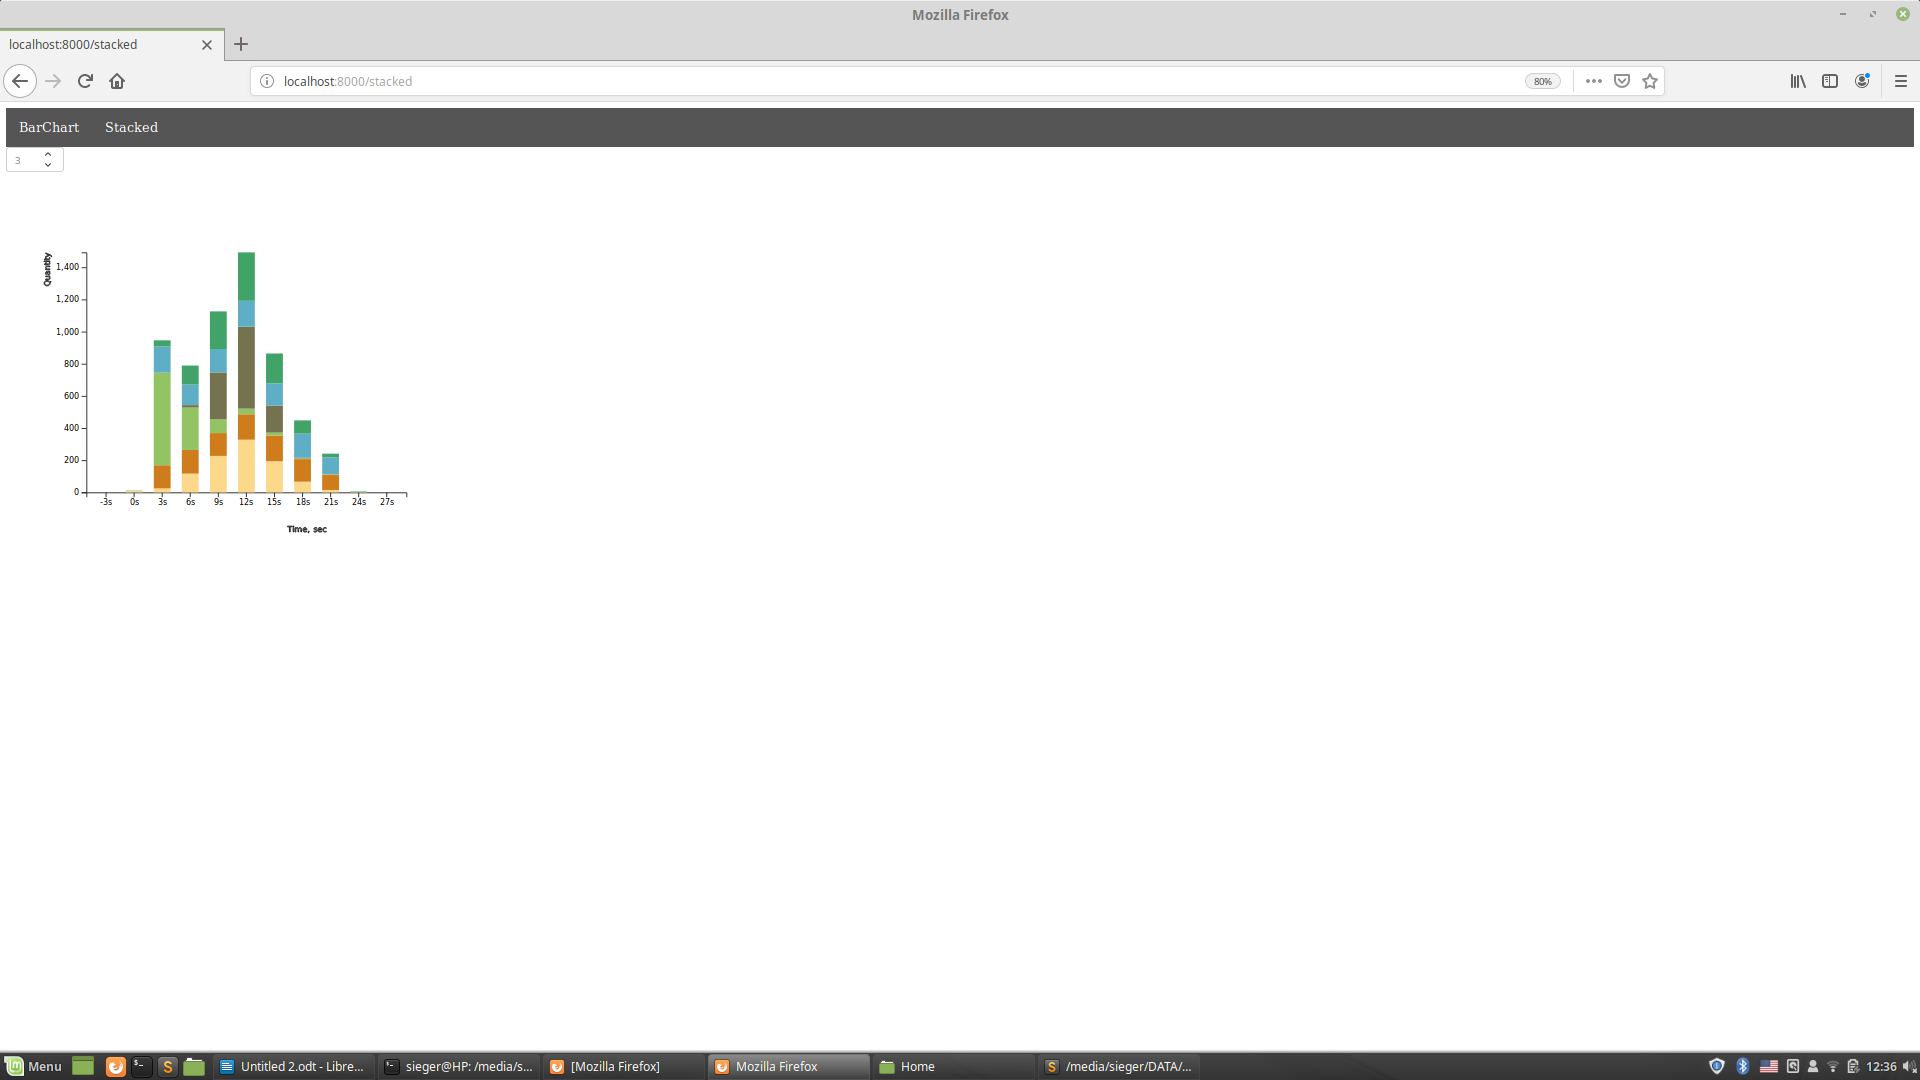 Mozilla Firefox
localhost:8000/stacked
localhost:8000/stacked
80%
BarChart Stacked
3
Quantity
1,400
1,200
1,000
800
600
400
200
0
-3s 0s 3s 6s 9s 12s 15s 18s 21s 24s 27s
Time, sec
Menu
Untitled 2.odt - Libre...
sieger@HP: /media/s...
[Mozilla Firefox]
Mozilla Firefox
Home
/media/sieger/DATA/...
12:36